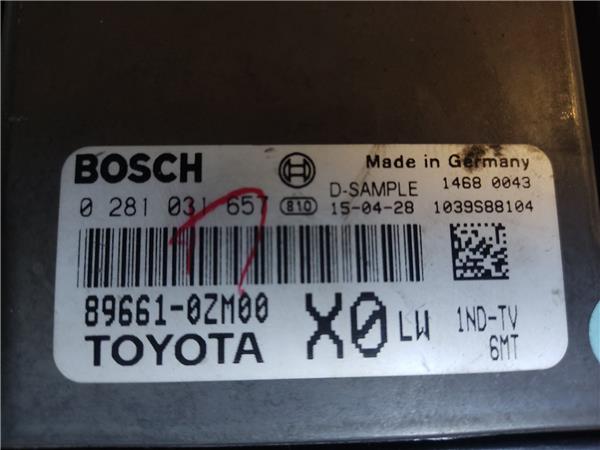 BOSCH
Made in Germany
D-SAMPLE 1468 0043
0 281 031 657 810 15-04-28 1039S88104
89661-0ZM00
X0 LW
1ND-TV
6MT
TOYOTA